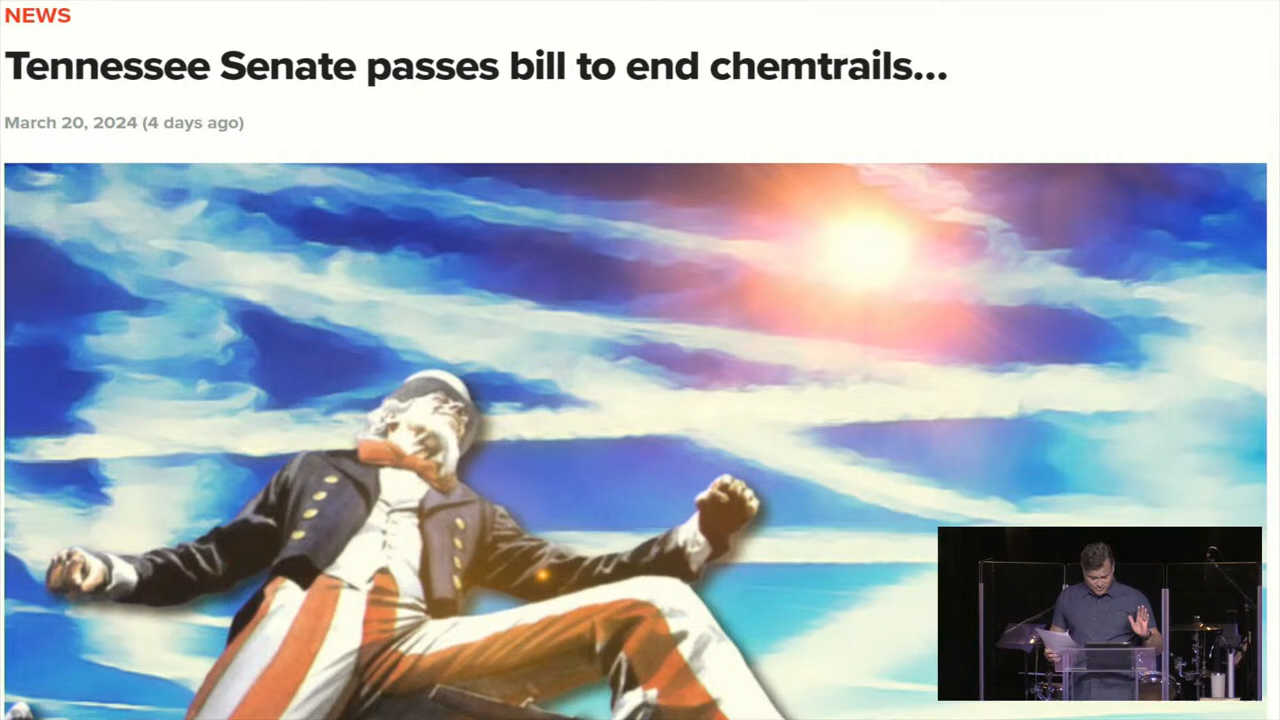 NEWS
Tennessee Senate passes bill to end chemtrails...
March 20, 2024 (4 days ago)